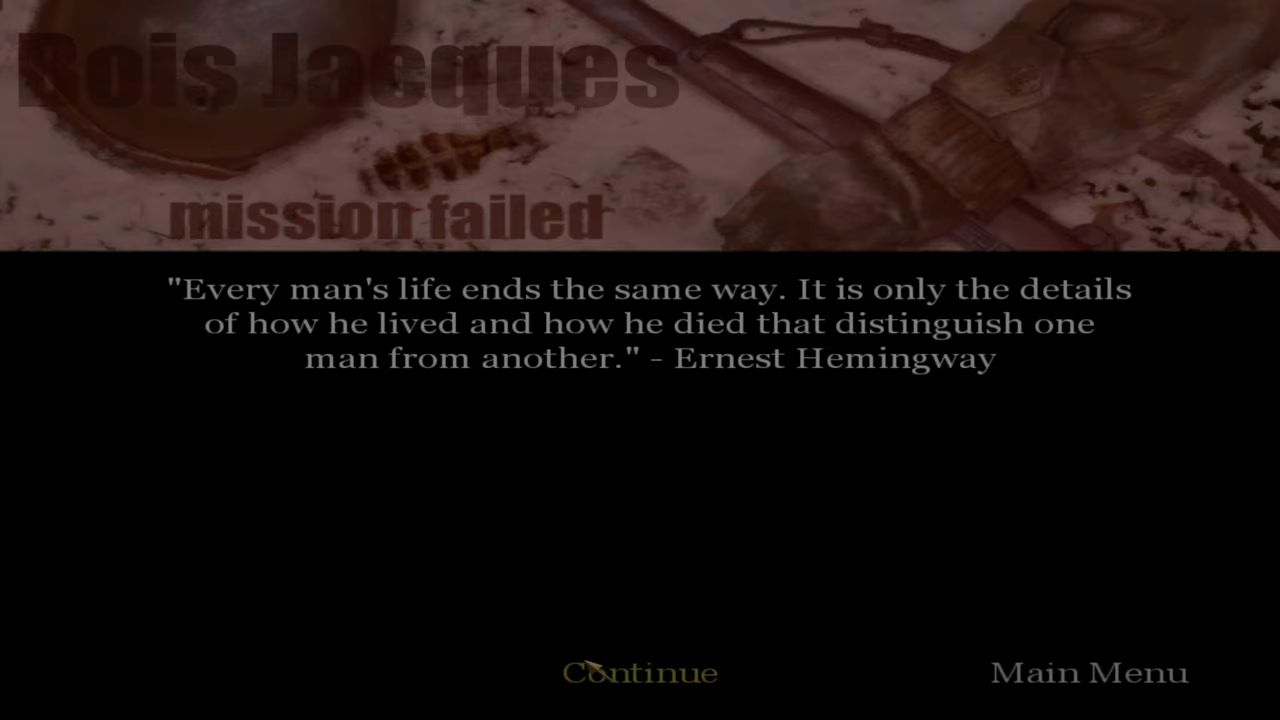 Bois Jacques
mission failed
"Every man's life ends the same way. It is only the details
of how he lived and how he died that distinguish one
man from another." - Ernest Hemingway
Continue
Main Menu